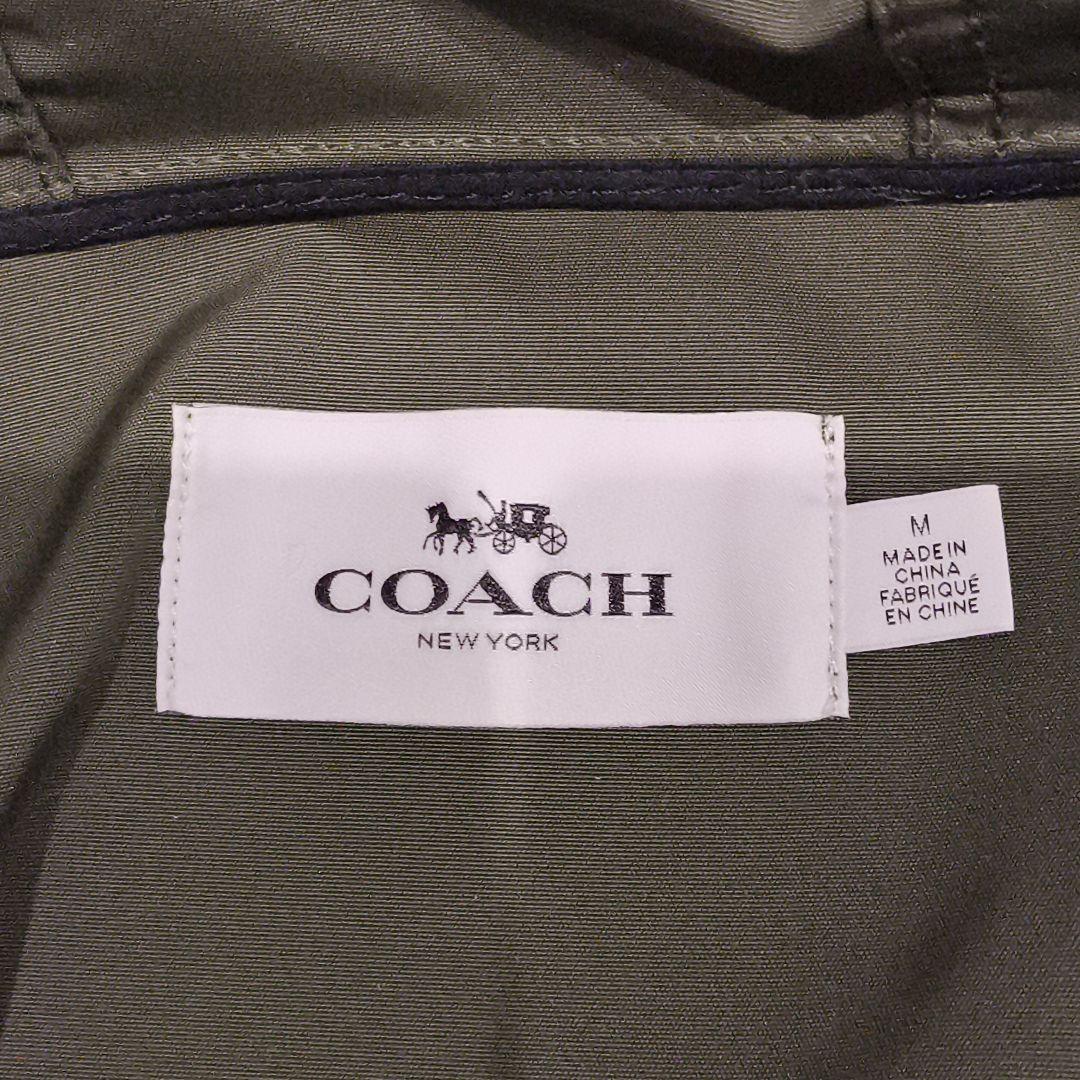 COACH
NEW YORK
M
MADE IN
CHINA
FABRIQUÉ
EN CHINE